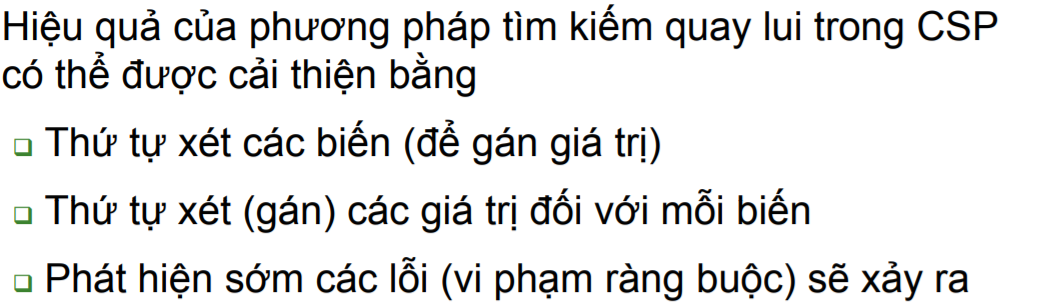 Hiệu quả của phương pháp tìm kiếm quay lui trong CSP
có thể được cải thiện bằng
❑ Thứ tự xét các biến (để gán giá trị)
❑ Thứ tự xét (gán) các giá trị đối với mỗi biến
❑ Phát hiện sớm các lỗi (vi phạm ràng buộc) sẽ xảy ra